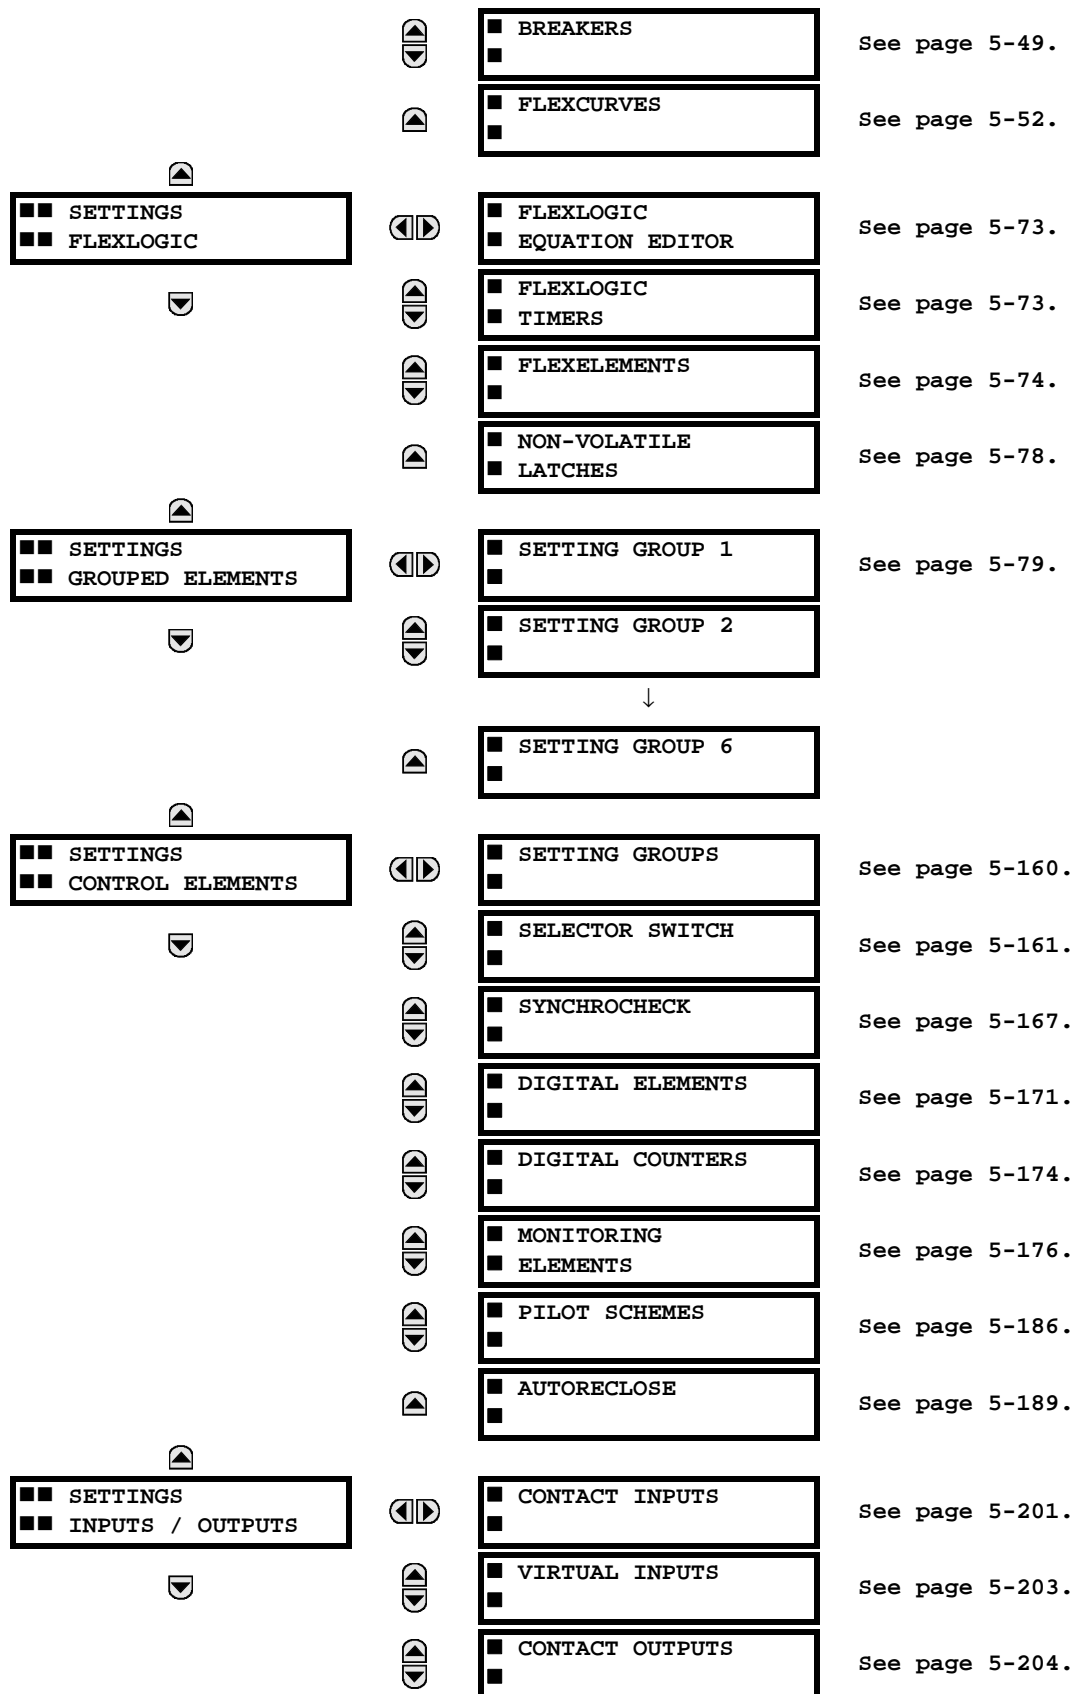 ■ BREAKERS
■
See page 5-49.
■ FLEXCURVES
■
See page 5-52.
■■ SETTINGS
■■ FLEXLOGIC
■ FLEXLOGIC
■ EQUATION EDITOR
See page 5-73.
■ FLEXLOGIC
■ TIMERS
See page 5-73.
■ FLEXELEMENTS
■
See page 5-74.
■ NON-VOLATILE
■ LATCHES
See page 5-78.
■■ SETTINGS
■■ GROUPED ELEMENTS
■ SETTING GROUP 1
■
See page 5-79.
■ SETTING GROUP 2
■
↓
■ SETTING GROUP 6
■
■■ SETTINGS
■■ CONTROL ELEMENTS
■ SETTING GROUPS
■
See page 5-160.
■ SELECTOR SWITCH
■
See page 5-161.
■ SYNCHROCHECK
■
See page 5-167.
■ DIGITAL ELEMENTS
■
See page 5-171.
■ DIGITAL COUNTERS
■
See page 5-174.
■ MONITORING
■ ELEMENTS
See page 5-176.
■ PILOT SCHEMES
■
See page 5-186.
■ AUTORECLOSE
■
See page 5-189.
■■ SETTINGS
■■ INPUTS / OUTPUTS
■ CONTACT INPUTS
■
See page 5-201.
■ VIRTUAL INPUTS
■
See page 5-203.
■ CONTACT OUTPUTS
■
See page 5-204.